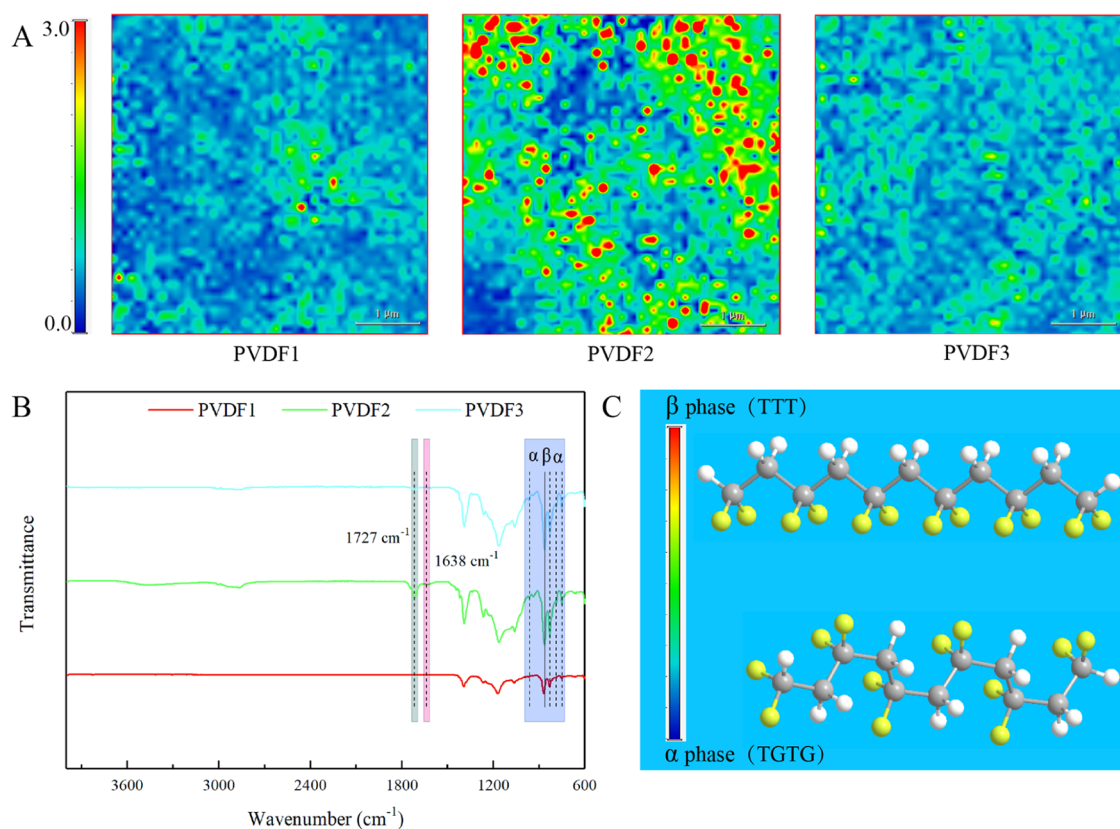 A
3.0
0.0
1 µm
1 µm
1 µm
PVDF1
PVDF2
PVDF3
B
PVDF1
PVDF2
PVDF3
α
β
α
1727 cm⁻¹
1638 cm⁻¹
Transmittance
3600
3000
2400
1800
1200
600
Wavenumber (cm⁻¹)
C
β phase (TTT)
α phase (TGTG)